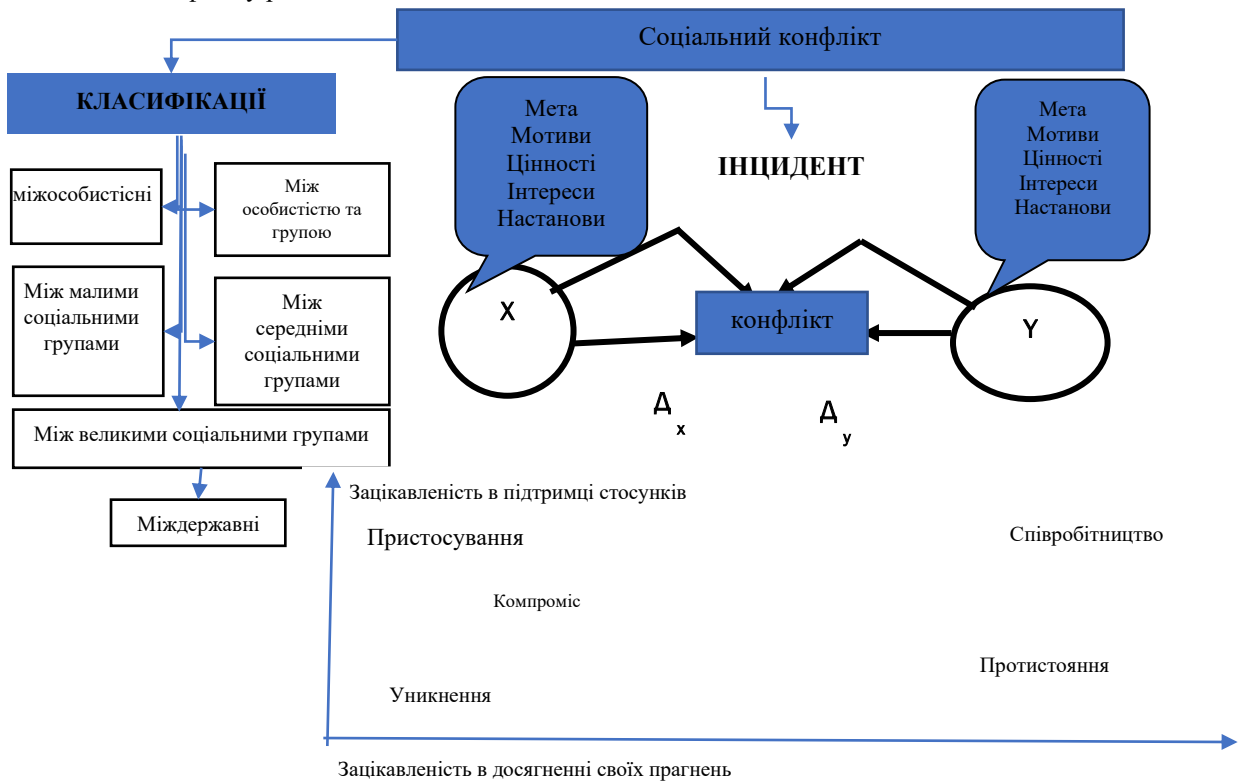 Соціальний конфлікт
КЛАСИФІКАЦІЇ
міжособистісні
Між
особистістю та
групою
Між малими
соціальними
групами
Між
середніми
соціальними
групами
Між великими соціальними групами
Міждержавні
Мета
Мотиви
Цінності
Інтереси
Настанови
ІНЦИДЕНТ
Мета
Мотиви
Цінності
Інтереси
Настанови
X
конфлікт
Y
Д x
Д y
Зацікавленість в підтримці стосунків
Пристосування
Співробітництво
Компроміс
Протистояння
Уникнення
Зацікавленість в досягненні своїх прагнень